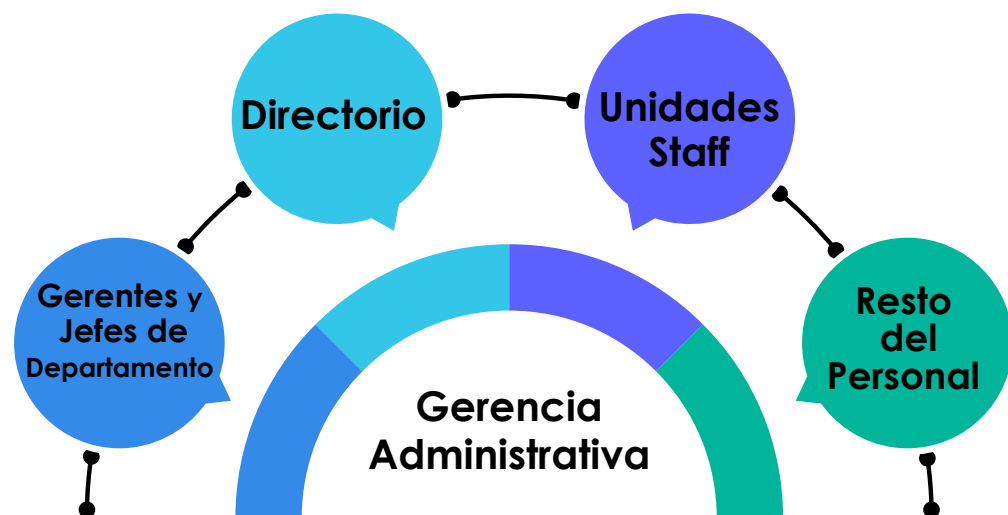 Directorio
Unidades
Staff
Gerentes y
Jefes de
Departamento
Resto
del
Personal
Gerencia
Administrativa